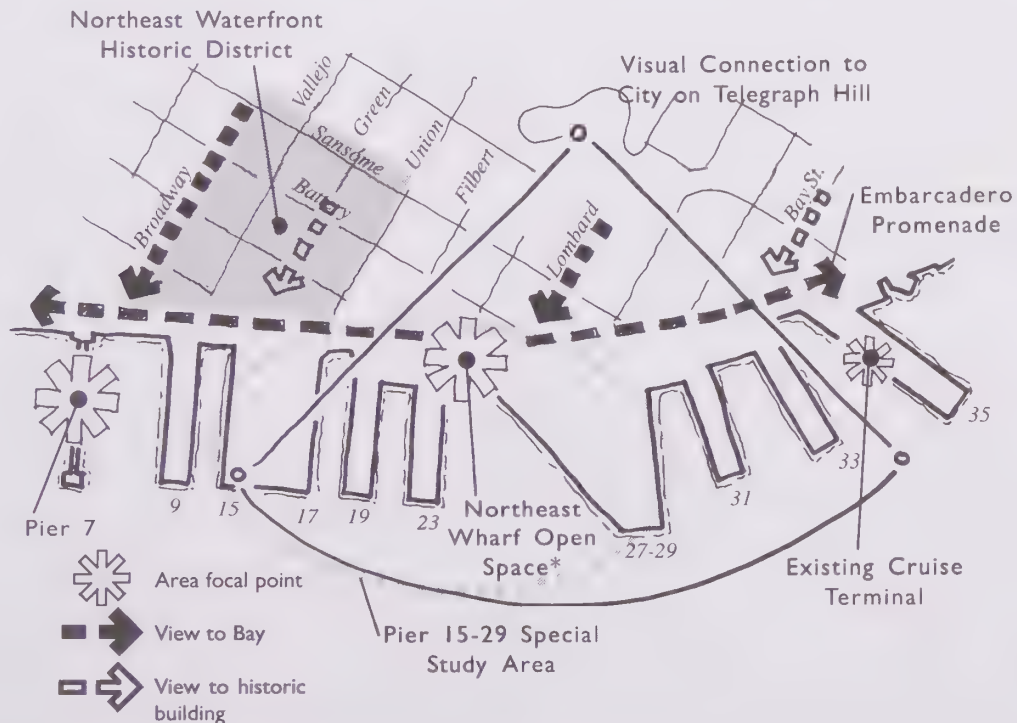 Northeast Waterfront
Historic District
Visual Connection to
City on Telegraph Hill
Vallejo
Green
Sansome
Union
Battery
Filbert
Broadway
Lombard
Bay St.
Embarcadero
Promenade
35
33
31
27-29
9
15
17
19
23
Pier 7
Northeast
Wharf Open
Space*
Existing Cruise
Terminal
Area focal point
View to Bay
View to historic
building
Pier 15-29 Special
Study Area